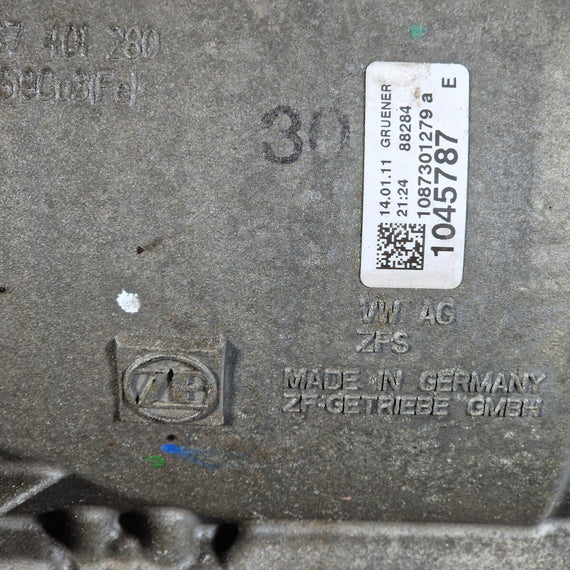 87 401 280
30
14.01.11 GRUENER
21:24 88284
1087301279 a
1045787 E
VW AG
ZFS
ZF
MADE IN GERMANY
ZF-GETRIEBE GMBH